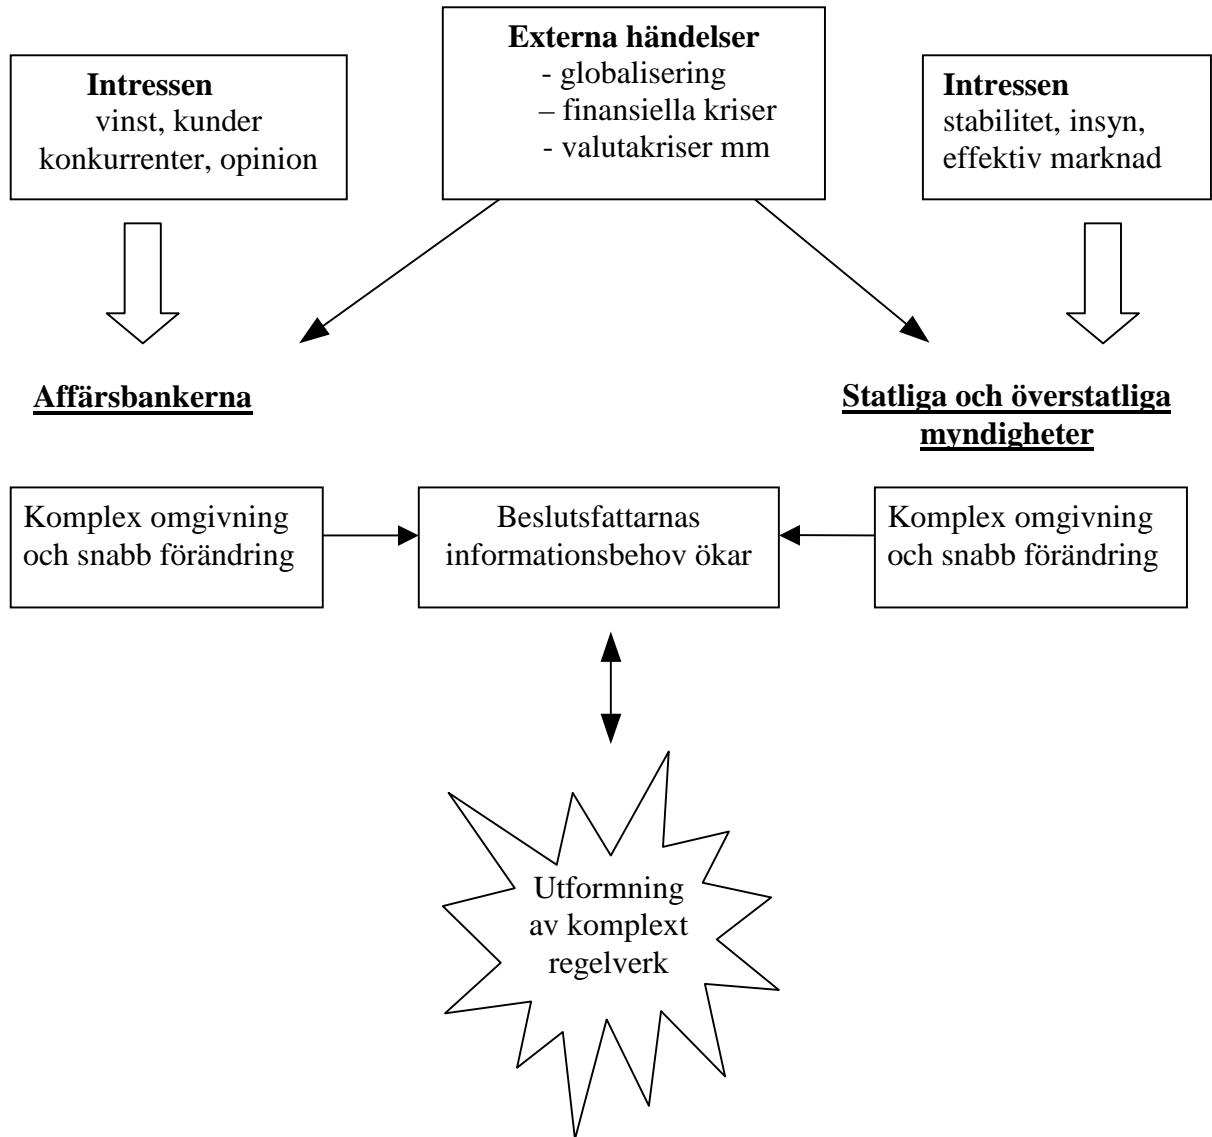 Externa händelser
- globalisering
– finansiella kriser
- valutakriser mm
Intressen
vinst, kunder
konkurrenter, opinion
Intressen
stabilitet, insyn,
effektiv marknad
Affärsbankerna
Statliga och överstatliga
myndigheter
Komplex omgivning
och snabb förändring
Beslutsfattarnas
informationsbehov ökar
Komplex omgivning
och snabb förändring
Utformning
av komplext
regelverk